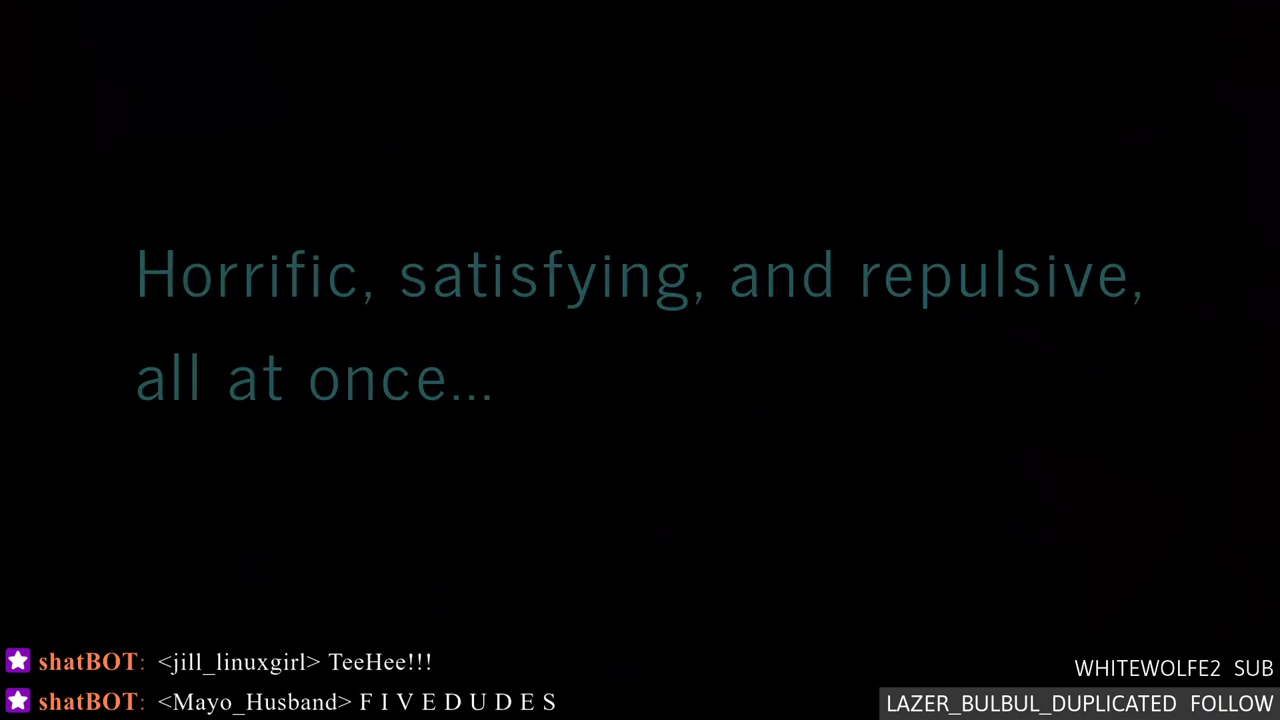 Horrific, satisfying, and repulsive,
all at once...
shatBOT: <jill_linuxgirl> TeeHee!!!
shatBOT: <Mayo_Husband> F I V E D U D E S
WHITEWOLFE2 SUB
LAZER_BULBUL_DUPLICATED FOLLOW